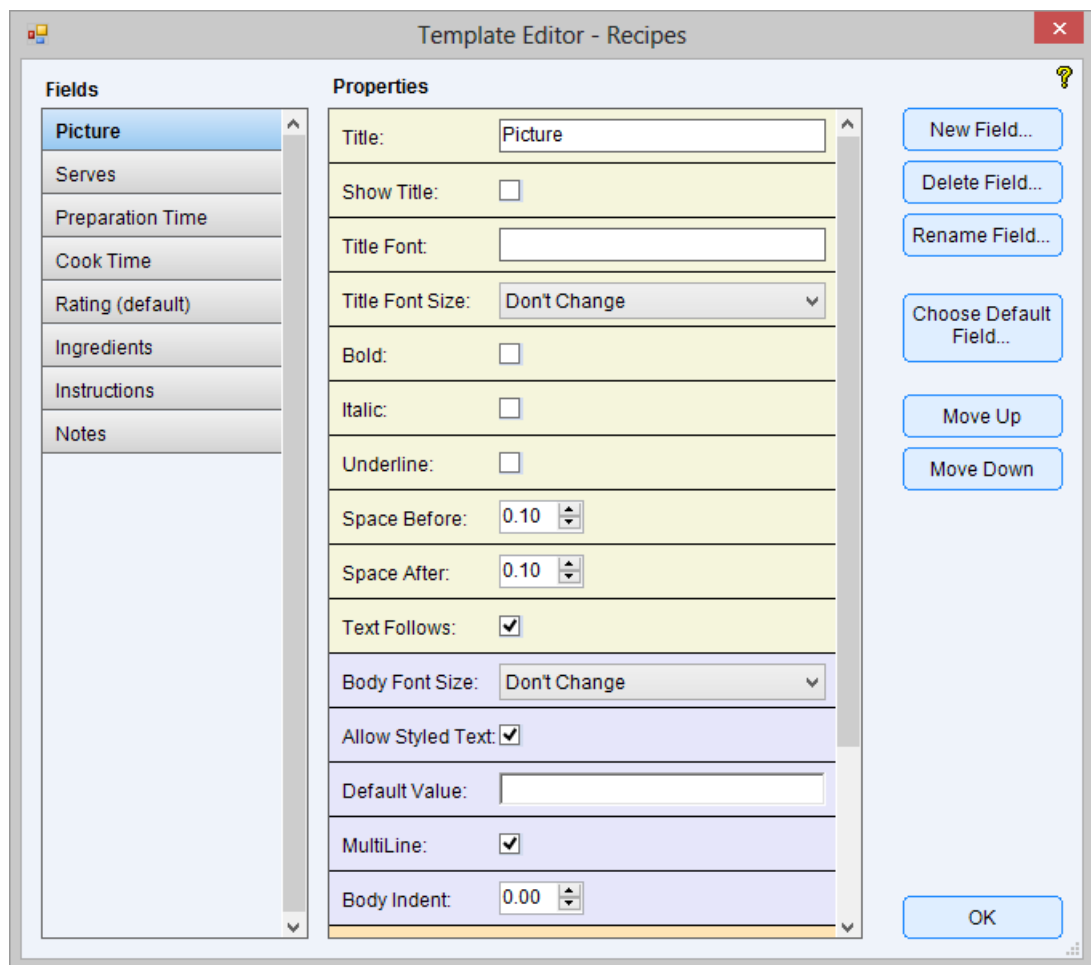 Template Editor - Recipes
Fields
Properties
Picture
Serves
Preparation Time
Cook Time
Rating (default)
Ingredients
Instructions
Notes
Title: Picture
Show Title:
Title Font:
Title Font Size: Don't Change
Bold:
Italic:
Underline:
Space Before: 0.10
Space After: 0.10
Text Follows:
Body Font Size: Don't Change
Allow Styled Text:
Default Value:
MultiLine:
Body Indent: 0.00
New Field...
Delete Field...
Rename Field...
Choose Default
Field...
Move Up
Move Down
OK